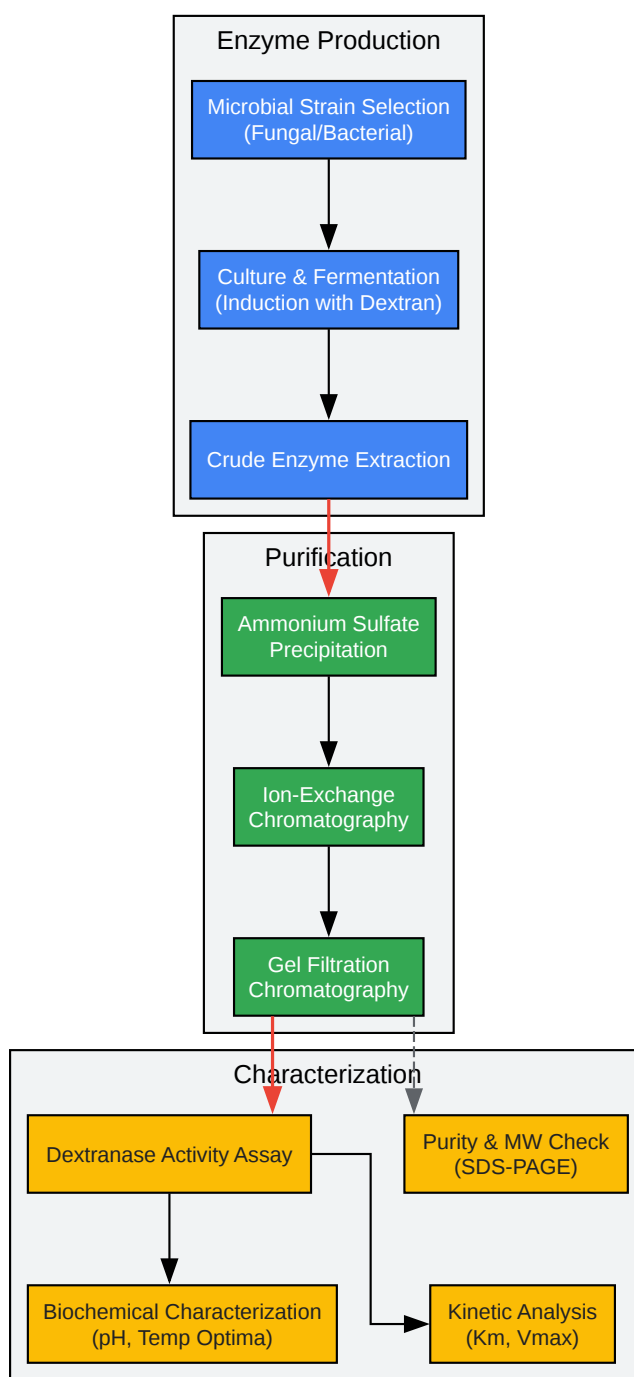 Enzyme Production
Microbial Strain Selection
(Fungal/Bacterial)
Culture & Fermentation
(Induction with Dextran)
Crude Enzyme Extraction
Purification
Ammonium Sulfate
Precipitation
Ion-Exchange
Chromatography
Gel Filtration
Chromatography
Characterization
Dextranase Activity Assay
Purity & MW Check
(SDS-PAGE)
Biochemical Characterization
(pH, Temp Optima)
Kinetic Analysis
(Km, Vmax)